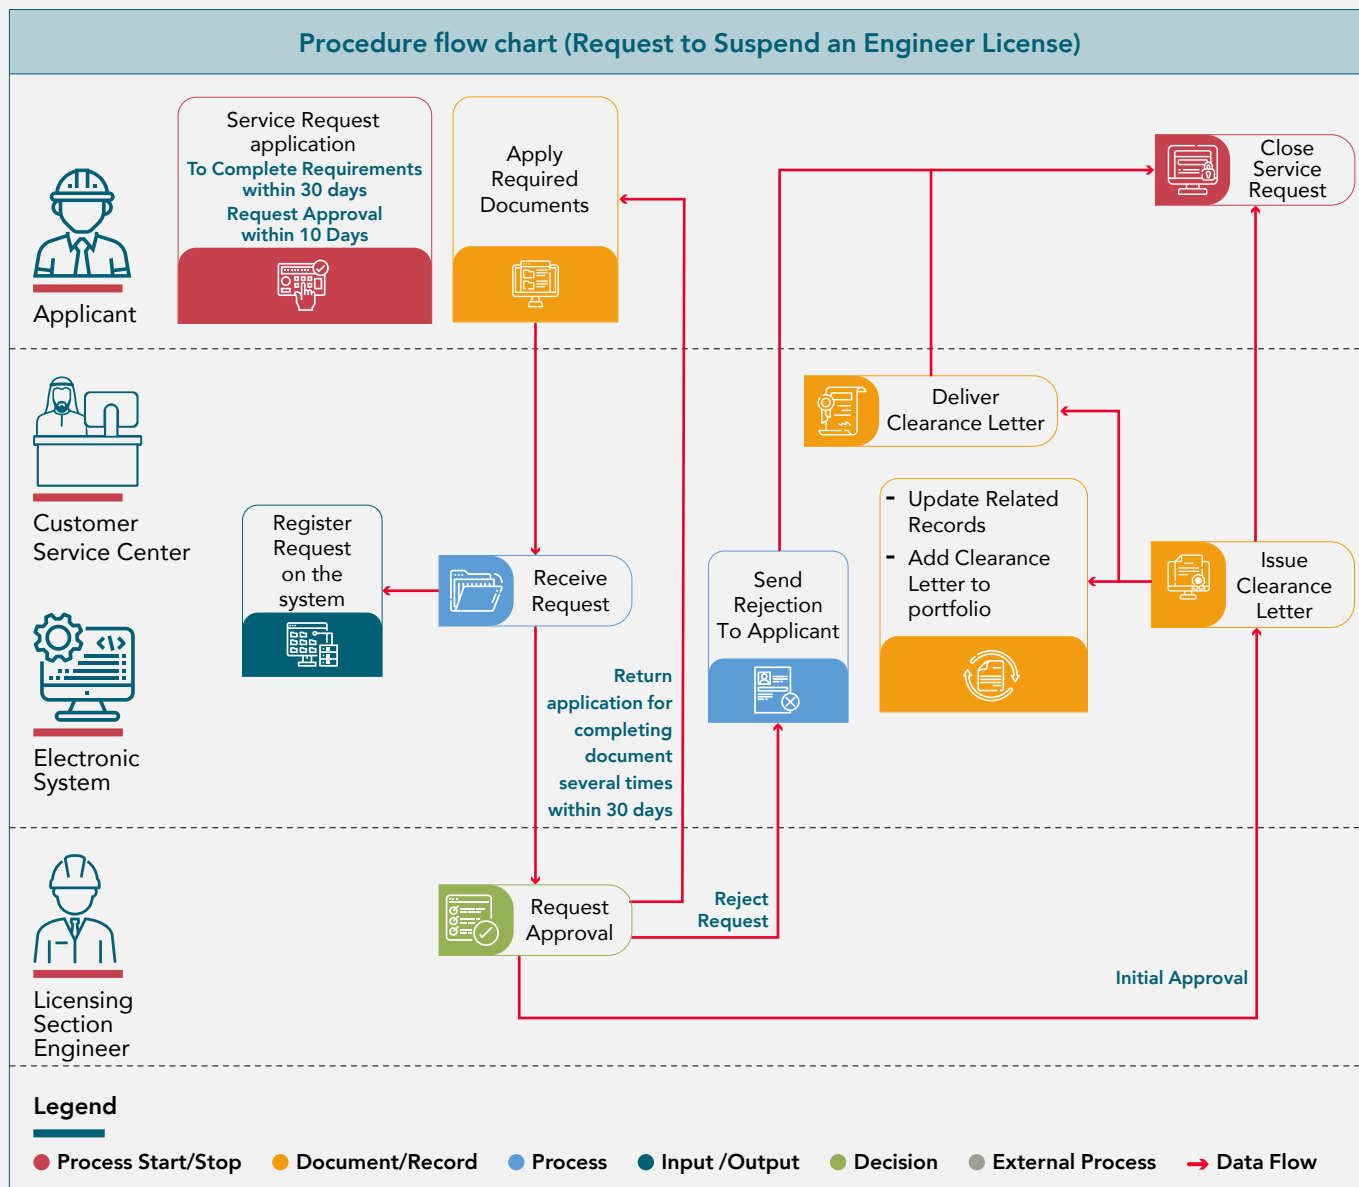 Procedure flow chart (Request to Suspend an Engineer License)
Service Request
application
To Complete Requirements
within 30 days
Request Approval
within 10 Days
Apply
Required
Documents
Close
Service
Request
Applicant
Deliver
Clearance Letter
Customer
Service Center
Register
Request
on the
system
Receive
Request
Send
Rejection
To Applicant
- Update Related
Records
- Add Clearance
Letter to
portfolio
Issue
Clearance
Letter
Electronic
System
Return
application for
completing
document
several times
within 30 days
Request
Approval
Reject
Request
Initial Approval
Licensing
Section
Engineer
Legend
Process Start/Stop
Document/Record
Process
Input /Output
Decision
External Process
Data Flow